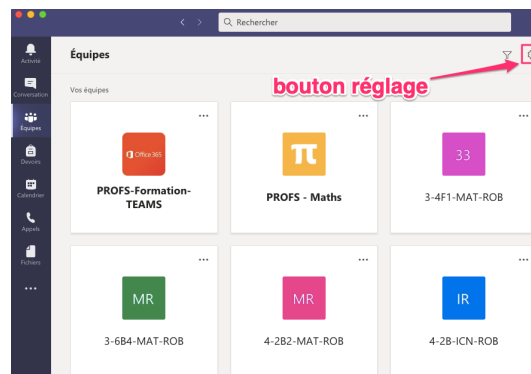 Rechercher
Équipes
bouton réglage
Activité
Conversation
Équipes
Devoirs
Calendrier
Appels
Fichiers
Vos équipes
Office 365
PROFS-Formation-
TEAMS
π
PROFS - Maths
33
3-4F1-MAT-ROB
MR
3-6B4-MAT-ROB
MR
4-2B2-MAT-ROB
IR
4-2B-ICN-ROB